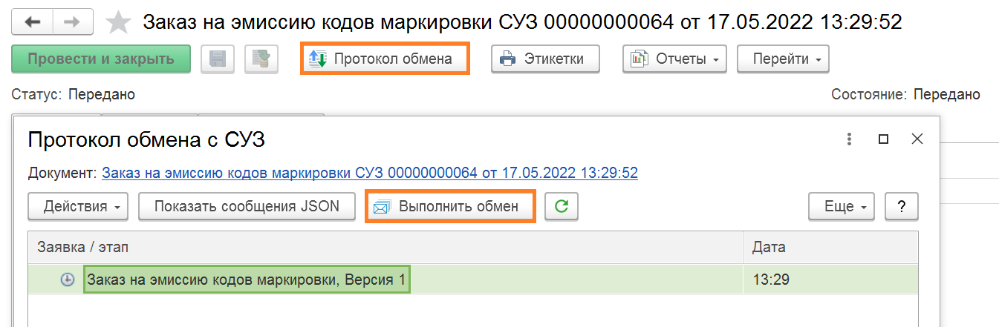 Заказ на эмиссию кодов маркировки СУЗ 00000000064 от 17.05.2022 13:29:52
Провести и закрыть Протокол обмена Этикетки Отчеты Перейти
Статус: Передано Состояние: Передано
Протокол обмена с СУЗ
Документ: Заказ на эмиссию кодов маркировки СУЗ 00000000064 от 17.05.2022 13:29:52
Действия Показать сообщения JSON Выполнить обмен Еще ?
Заявка / этап Дата
Заказ на эмиссию кодов маркировки, Версия 1 13:29